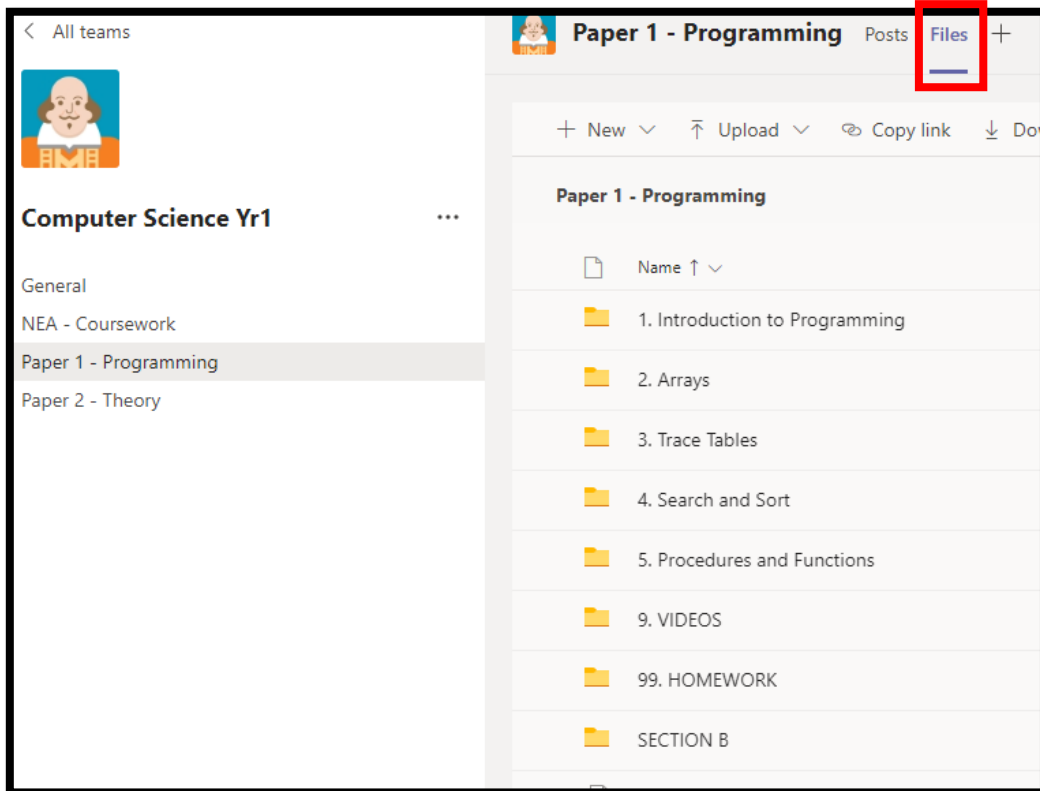 All teams
Computer Science Yr1
General
NEA - Coursework
Paper 1 - Programming
Paper 2 - Theory
Paper 1 - Programming Posts Files
New Upload Copy link
Paper 1 - Programming
Name
1. Introduction to Programming
2. Arrays
3. Trace Tables
4. Search and Sort
5. Procedures and Functions
9. VIDEOS
99. HOMEWORK
SECTION B